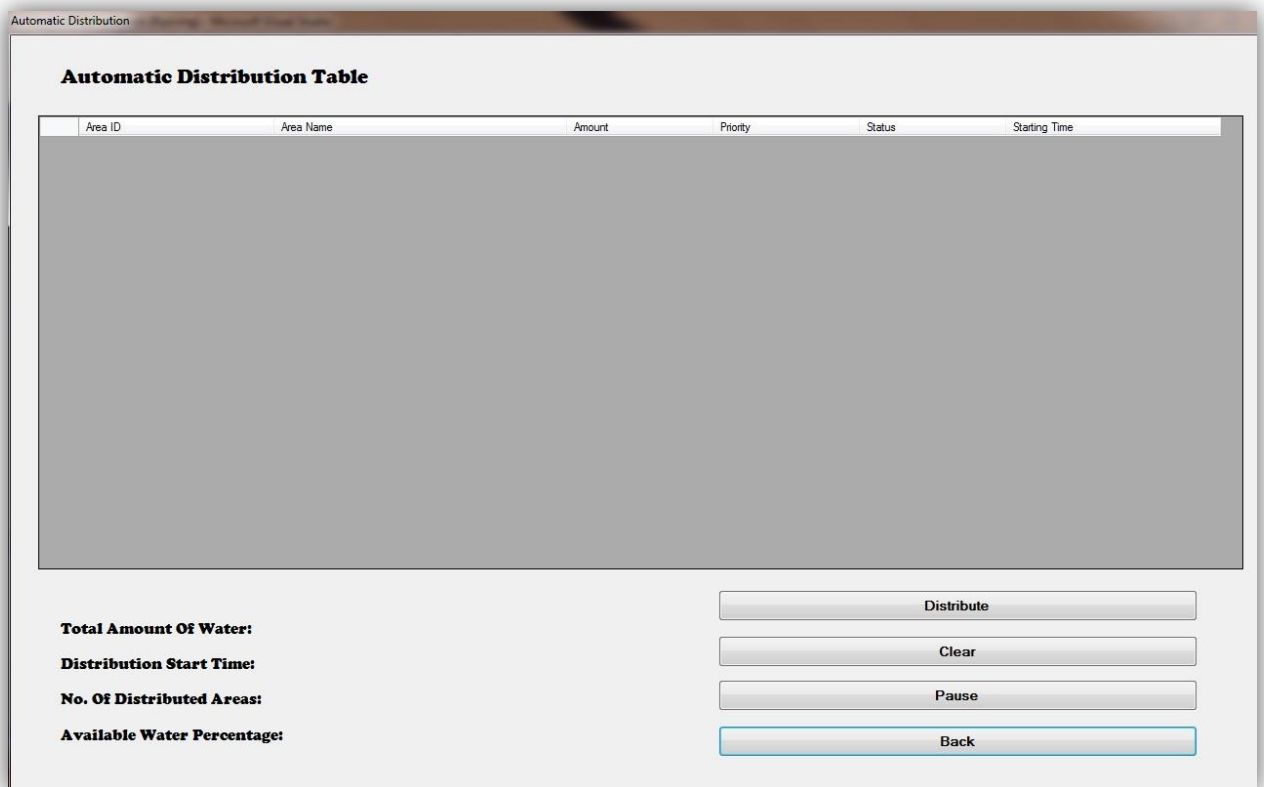 Automatic Distribution
Automatic Distribution Table
Area ID Area Name Amount Priority Status Starting Time
Distribute
Total Amount Of Water:
Clear
Distribution Start Time:
Pause
No. Of Distributed Areas:
Back
Available Water Percentage: